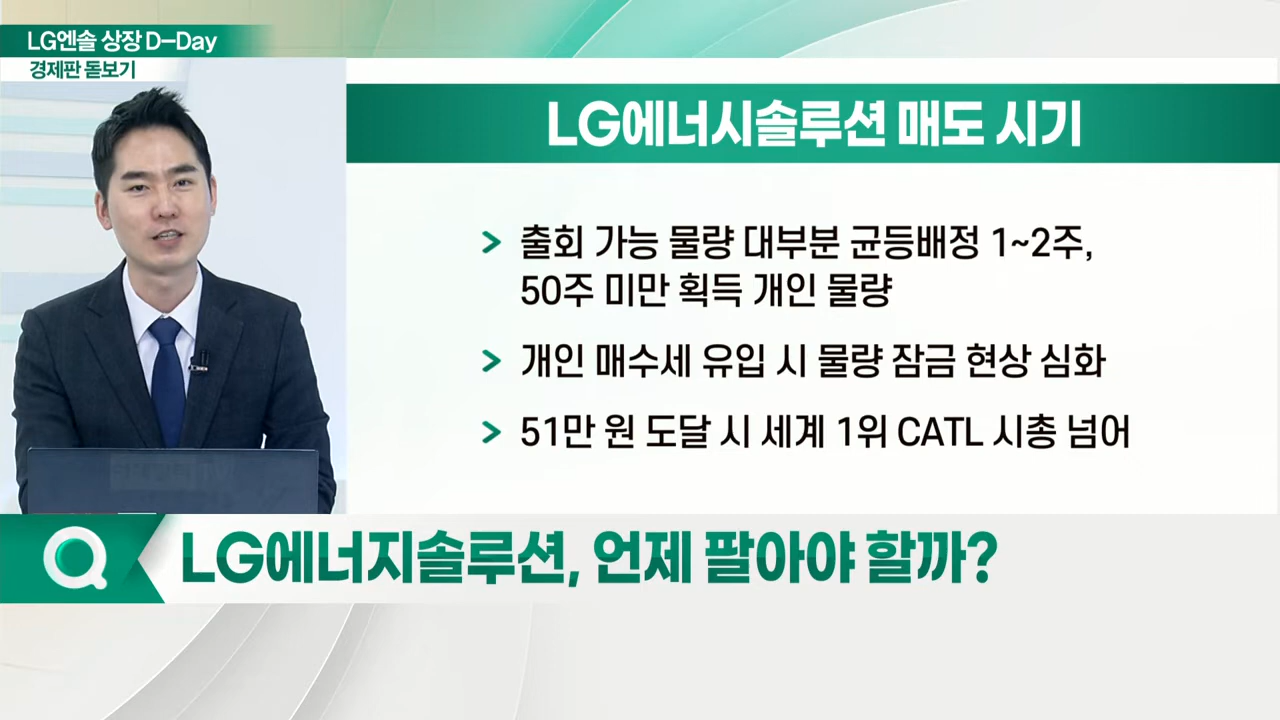 LG엔솔 상장 D-Day
경제판 돋보기
LG에너시솔루션 매도 시기
> 출회 가능 물량 대부분 균등배정 1~2주,
50주 미만 획득 개인 물량
> 개인 매수세 유입 시 물량 잠금 현상 심화
> 51만 원 도달 시 세계 1위 CATL 시총 넘어
LG에너지솔루션, 언제 팔아야 할까?